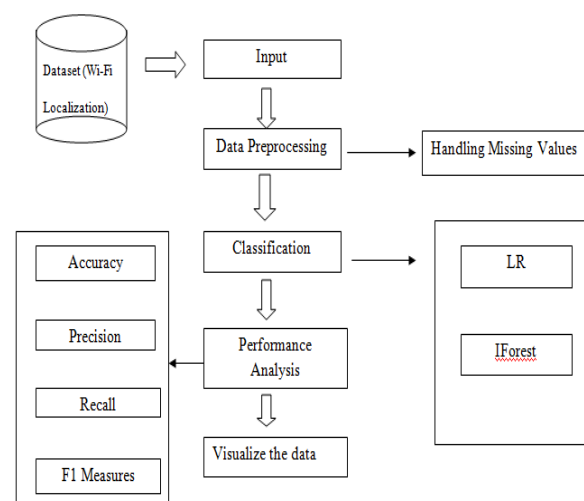 Dataset (Wi-Fi
Localization)
Input
Data Preprocessing
Handling Missing Values
Classification
LR
IForest
Performance
Analysis
Accuracy
Precision
Recall
F1 Measures
Visualize the data